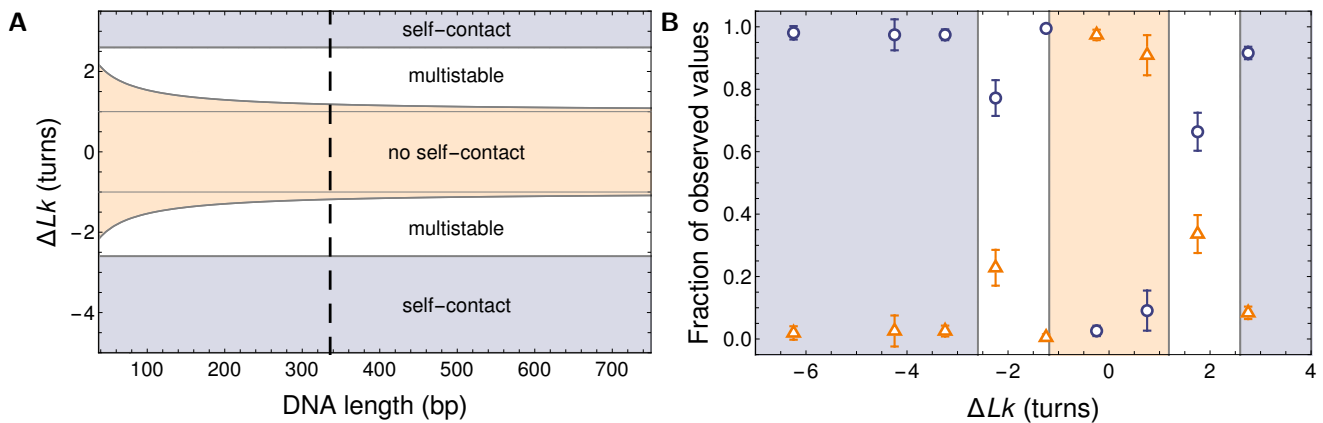 A
self−contact
multistable
no self−contact
multistable
self−contact
2
0
−2
−4
ΔLk (turns)
100 200 300 400 500 600 700
DNA length (bp)
B
1.0
0.8
0.6
0.4
0.2
0.0
Fraction of observed values
−6 −4 −2 0 2 4
ΔLk (turns)